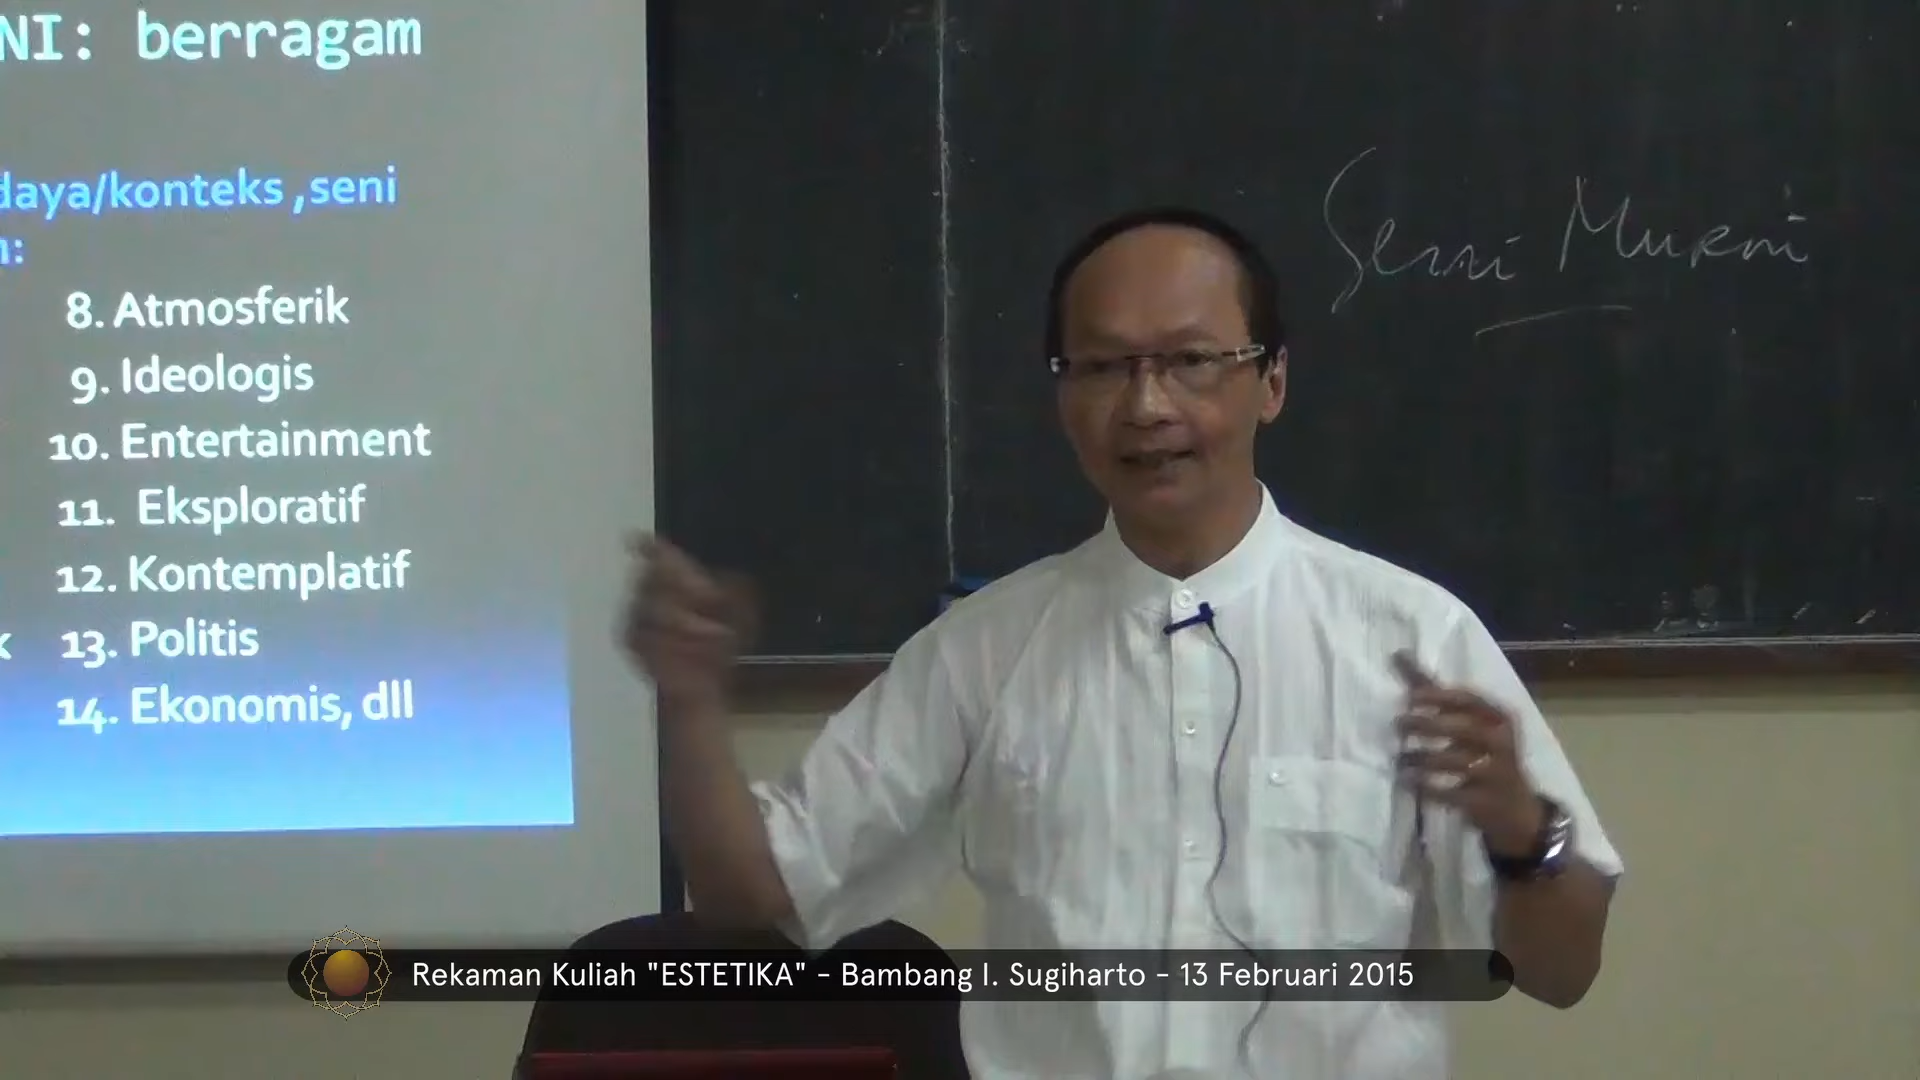 NI: berragam
daya/konteks ,seni
n:
8. Atmosferik
9. Ideologis
10. Entertainment
11. Eksploratif
12. Kontemplatif
k 13. Politis
14. Ekonomis, dll
Seni Murni
Rekaman Kuliah "ESTETIKA" - Bambang I. Sugiharto - 13 Februari 2015